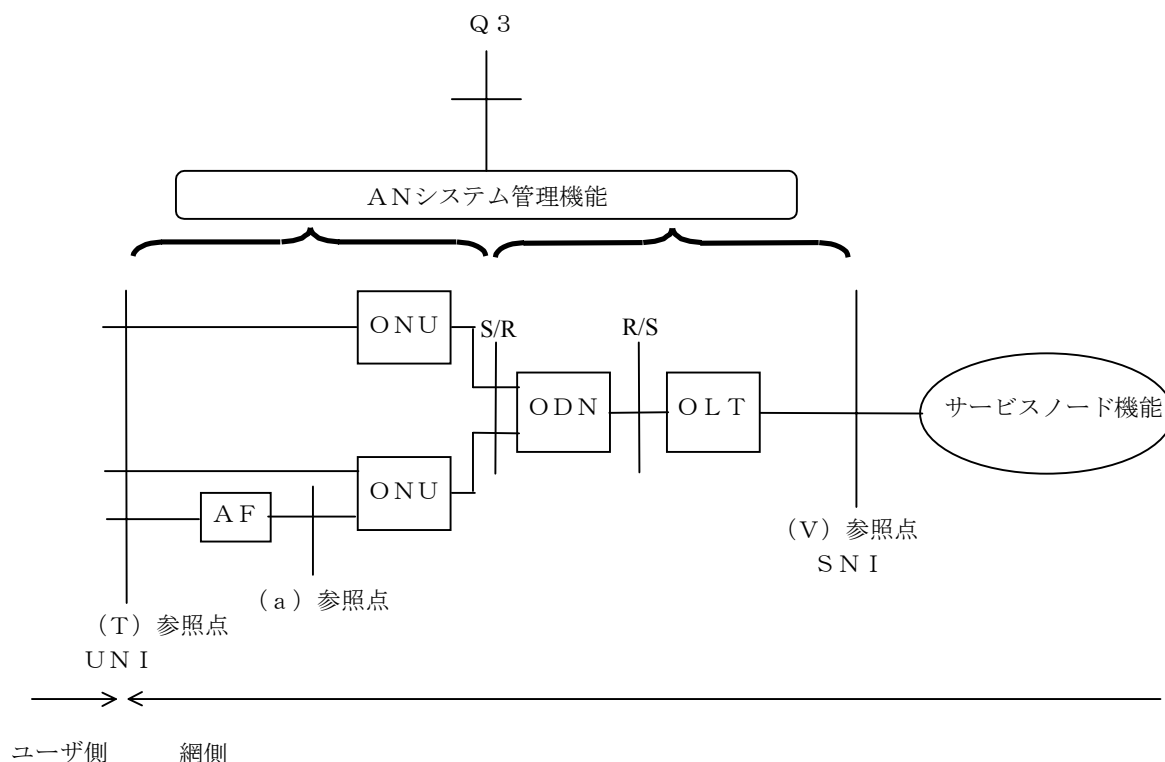 Ｑ３
ＡＮシステム管理機能
ＯＮＵ
S/R
R/S
ＯＤＮ
ＯＬＴ
サービスノード機能
ＯＮＵ
ＡＦ
（Ｖ）参照点
ＳＮＩ
（ａ）参照点
（Ｔ）参照点
ＵＮＩ
ユーザ側
網側